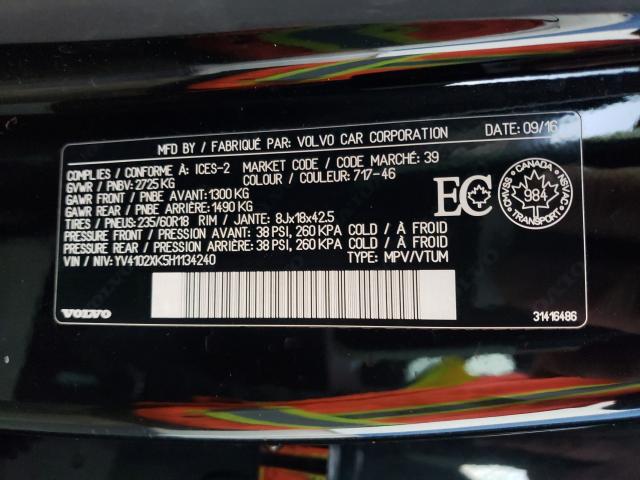 MFD BY / FABRIQUÉ PAR: VOLVO CAR CORPORATION DATE: 09/16
COMPLIES / CONFORME À: ICES-2 MARKET CODE / CODE MARCHÉ: 39
GVWR / PNBV: 2725 KG COLOUR / COULEUR: 717-46
GAWR FRONT / PNBE AVANT: 1300 KG
GAWR REAR / PNBE ARRIÈRE: 1490 KG
TIRES / PNEUS: 235/60R18 RIM / JANTE: 8Jx18x42.5
PRESSURE FRONT / PRESSION AVANT: 38 PSI, 260 KPA COLD / À FROID
PRESSURE REAR / PRESSION ARRIÈRE: 38 PSI, 260 KPA COLD / À FROID
VIN / NIV: YV4102XK5H1134240 TYPE: MPV/VTUM
EC
CANADA
SVMAC NSVAC
984
TRANSPORT
VOLVO
31416486